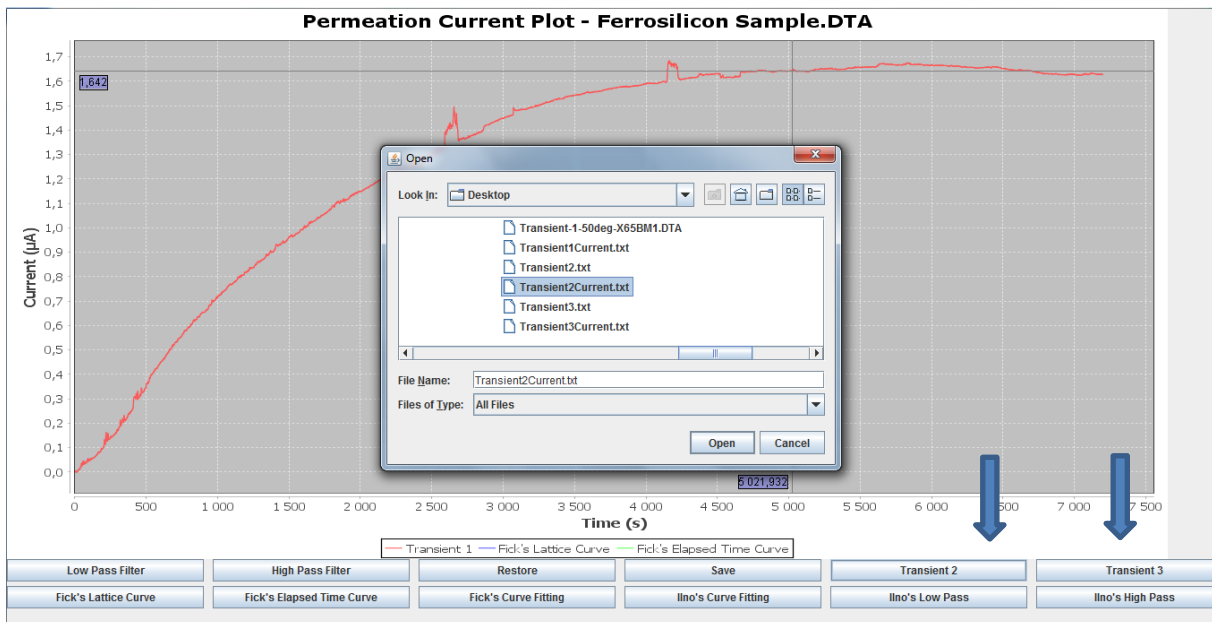 Permeation Current Plot - Ferrosilicon Sample.DTA
1,7
1,6
1,5
1,4
1,3
1,2
1,1
1,0
0,9
0,8
0,7
0,6
0,5
0,4
0,3
0,2
0,1
0,0
Current (µA)
1,642
Open
Look In: Desktop
Transient-1-50deg-X65BM1.DTA
Transient1Current.txt
Transient2.txt
Transient2Current.txt
Transient3.txt
Transient3Current.txt
File Name: Transient2Current.txt
Files of Type: All Files
Open Cancel
5 021,932
0 500 1 000 1 500 2 000 2 500 3 000 3 500 4 000 4 500 5 000 5 500 6 000 6 500 7 000 7 500
Time (s)
Transient 1 Fick's Lattice Curve Fick's Elapsed Time Curve
Low Pass Filter High Pass Filter Restore Save Transient 2 Transient 3
Fick's Lattice Curve Fick's Elapsed Time Curve Fick's Curve Fitting Ilno's Curve Fitting Ilno's Low Pass Ilno's High Pass